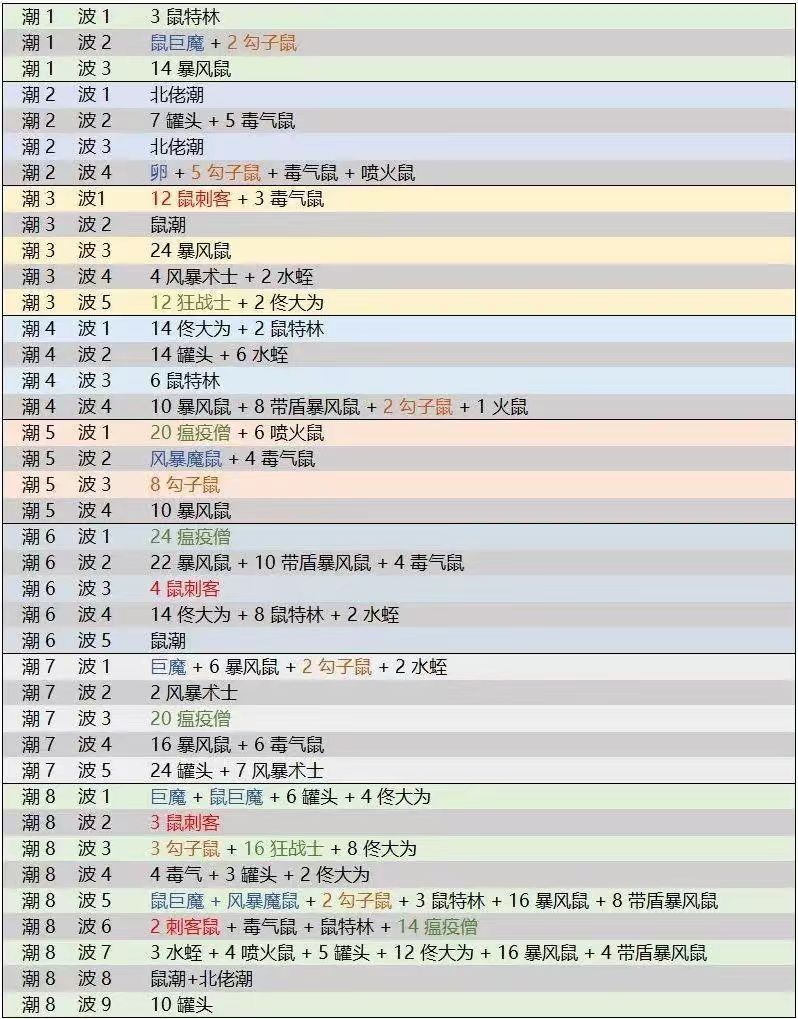 潮 1 波 1 3 鼠特林
潮 1 波 2 鼠巨魔 + 2 勾子鼠
潮 1 波 3 14 暴风鼠
潮 2 波 1 北佬潮
潮 2 波 2 7 罐头 + 5 毒气鼠
潮 2 波 3 北佬潮
潮 2 波 4 卵 + 5 勾子鼠 + 毒气鼠 + 喷火鼠
潮 3 波1 12 鼠刺客 + 3 毒气鼠
潮 3 波 2 鼠潮
潮 3 波 3 24 暴风鼠
潮 3 波 4 4 风暴术士 + 2 水蛭
潮 3 波 5 12 狂战士 + 2 佟大为
潮 4 波 1 14 佟大为 + 2 鼠特林
潮 4 波 2 14 罐头 + 6 水蛭
潮 4 波 3 6 鼠特林
潮 4 波 4 10 暴风鼠 + 8 带盾暴风鼠 + 2 勾子鼠 + 1 火鼠
潮 5 波 1 20 瘟疫僧 + 6 喷火鼠
潮 5 波 2 风暴魔鼠 + 4 毒气鼠
潮 5 波 3 8 勾子鼠
潮 5 波 4 10 暴风鼠
潮 6 波 1 24 瘟疫僧
潮 6 波 2 22 暴风鼠 + 10 带盾暴风鼠 + 4 毒气鼠
潮 6 波 3 4 鼠刺客
潮 6 波 4 14 佟大为 + 8 鼠特林 + 2 水蛭
潮 6 波 5 鼠潮
潮 7 波 1 巨魔 + 6 暴风鼠 + 2 勾子鼠 + 2 水蛭
潮 7 波 2 2 风暴术士
潮 7 波 3 20 瘟疫僧
潮 7 波 4 16 暴风鼠 + 6 毒气鼠
潮 7 波 5 24 罐头 + 7 风暴术士
潮 8 波 1 巨魔 + 鼠巨魔 + 6 罐头 + 4 佟大为
潮 8 波 2 3 鼠刺客
潮 8 波 3 3 勾子鼠 + 16 狂战士 + 8 佟大为
潮 8 波 4 4 毒气 + 3 罐头 + 2 佟大为
潮 8 波 5 鼠巨魔 + 风暴魔鼠 + 2 勾子鼠 + 3 鼠特林 + 16 暴风鼠 + 8 带盾暴风鼠
潮 8 波 6 2 刺客鼠 + 毒气鼠 + 鼠特林 + 14 瘟疫僧
潮 8 波 7 3 水蛭 + 4 喷火鼠 + 5 罐头 + 12 佟大为 + 16 暴风鼠 + 4 带盾暴风鼠
潮 8 波 8 鼠潮+北佬潮
潮 8 波 9 10 罐头